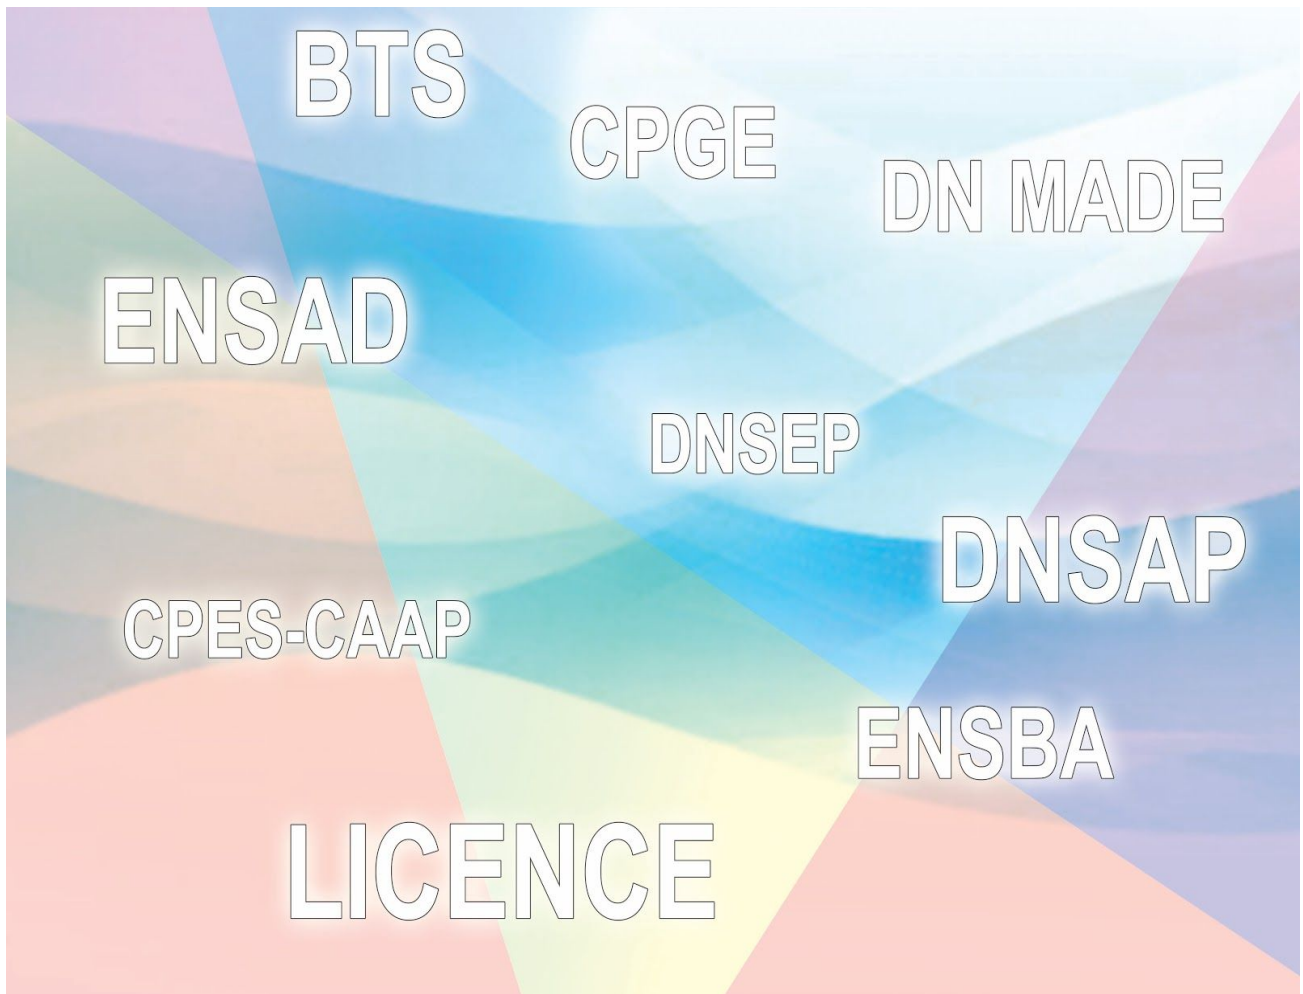 BTS
CPGE
DN MADE
ENSAD
DNSEP
DNSAP
CPES-CAAP
ENSBA
LICENCE